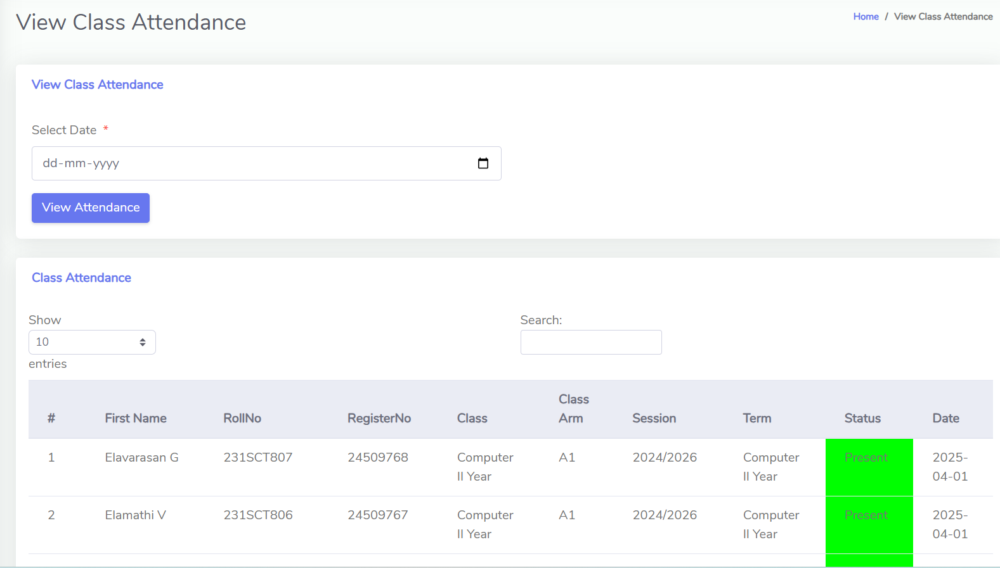 View Class Attendance
Home / View Class Attendance
View Class Attendance
Select Date *
dd-mm-yyyy
View Attendance
Class Attendance
Show
10
entries
Search:
# First Name RollNo RegisterNo Class Class Arm Session Term Status Date
1 Elavarasan G 231SCT807 24509768 Computer II Year A1 2024/2026 Computer II Year Present 2025-04-01
2 Elamathi V 231SCT806 24509767 Computer II Year A1 2024/2026 Computer II Year Present 2025-04-01